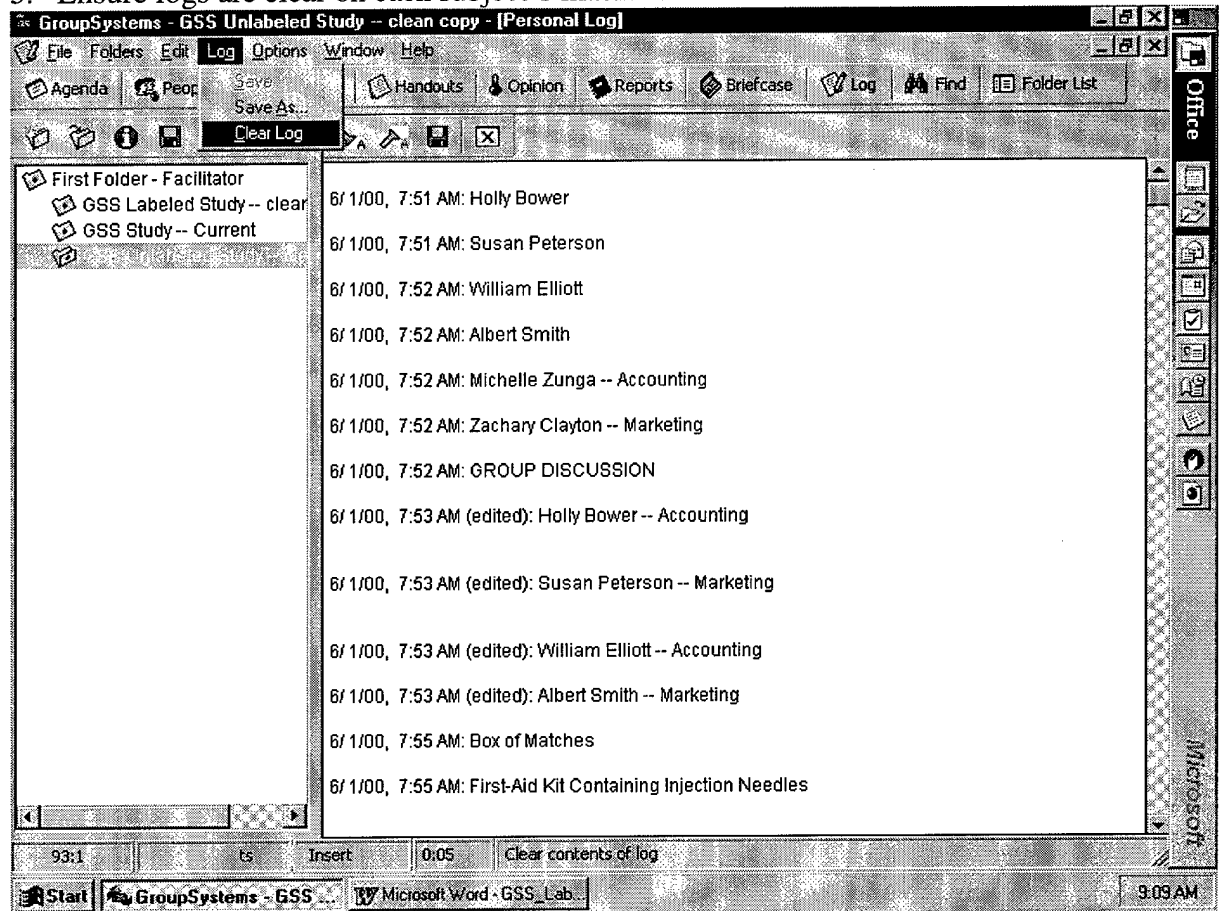 GroupSystems - GSS Unlabeled Study -- clean copy - [Personal Log]
File Folders Edit Log Options Window Help
Agenda Peop Handouts Opinion Reports Briefcase Log Find Folder List
Save
Save As...
Clear Log
Office
First Folder - Facilitator
GSS Labeled Study -- clear
GSS Study -- Current
6/ 1/00, 7:51 AM: Holly Bower
6/ 1/00, 7:51 AM: Susan Peterson
6/ 1/00, 7:52 AM: William Elliott
6/ 1/00, 7:52 AM: Albert Smith
6/ 1/00, 7:52 AM: Michelle Zunga -- Accounting
6/ 1/00, 7:52 AM: Zachary Clayton -- Marketing
6/ 1/00, 7:52 AM: GROUP DISCUSSION
6/ 1/00, 7:53 AM (edited): Holly Bower -- Accounting
6/ 1/00, 7:53 AM (edited): Susan Peterson -- Marketing
6/ 1/00, 7:53 AM (edited): William Elliott -- Accounting
6/ 1/00, 7:53 AM (edited): Albert Smith -- Marketing
6/ 1/00, 7:55 AM: Box of Matches
6/ 1/00, 7:55 AM: First-Aid Kit Containing Injection Needles
Microsoft
93:1 ts Insert 0:05 Clear contents of log
Start GroupSystems - GSS ... Microsoft Word - GSS_Lab... 9:09 AM